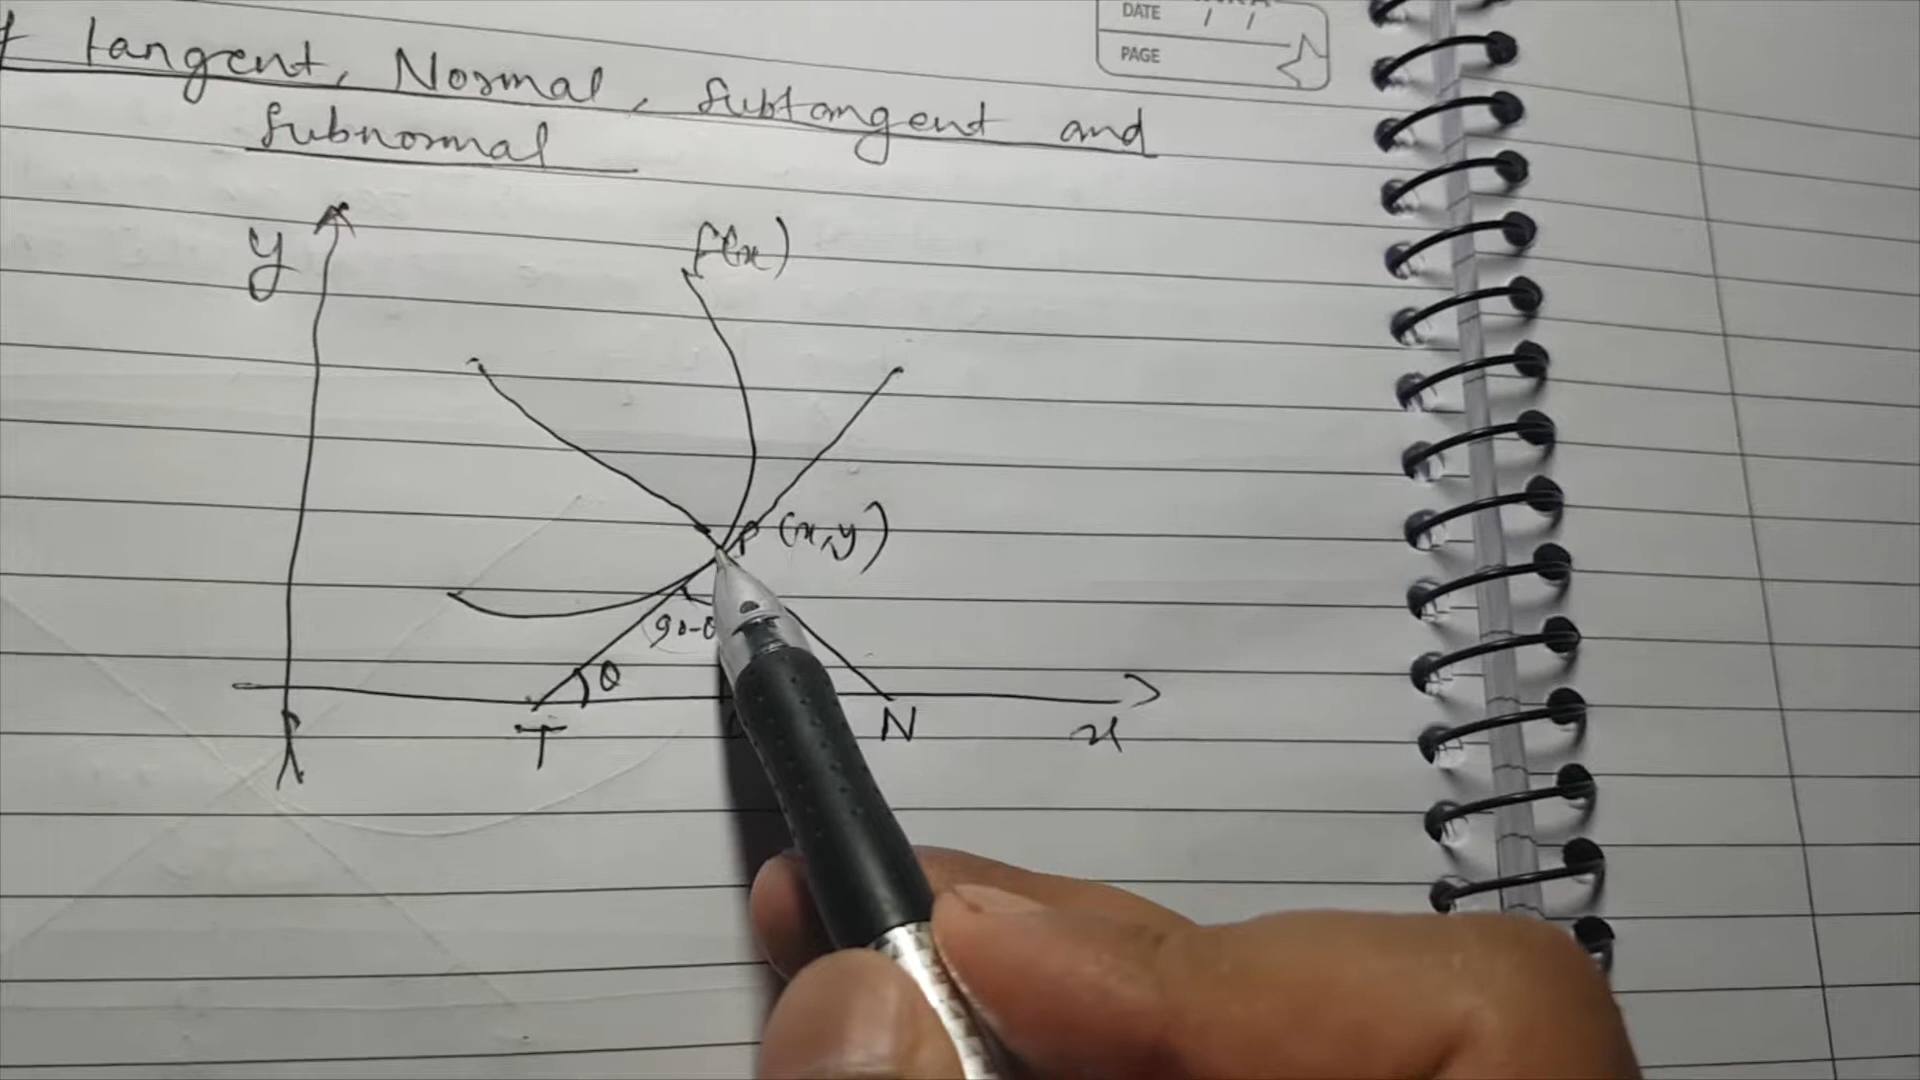 tangent, Normal, Subtangent and
Subnormal
DATE / /
PAGE
y
f(x)
P (x,y)
90-θ
θ
T
N
x